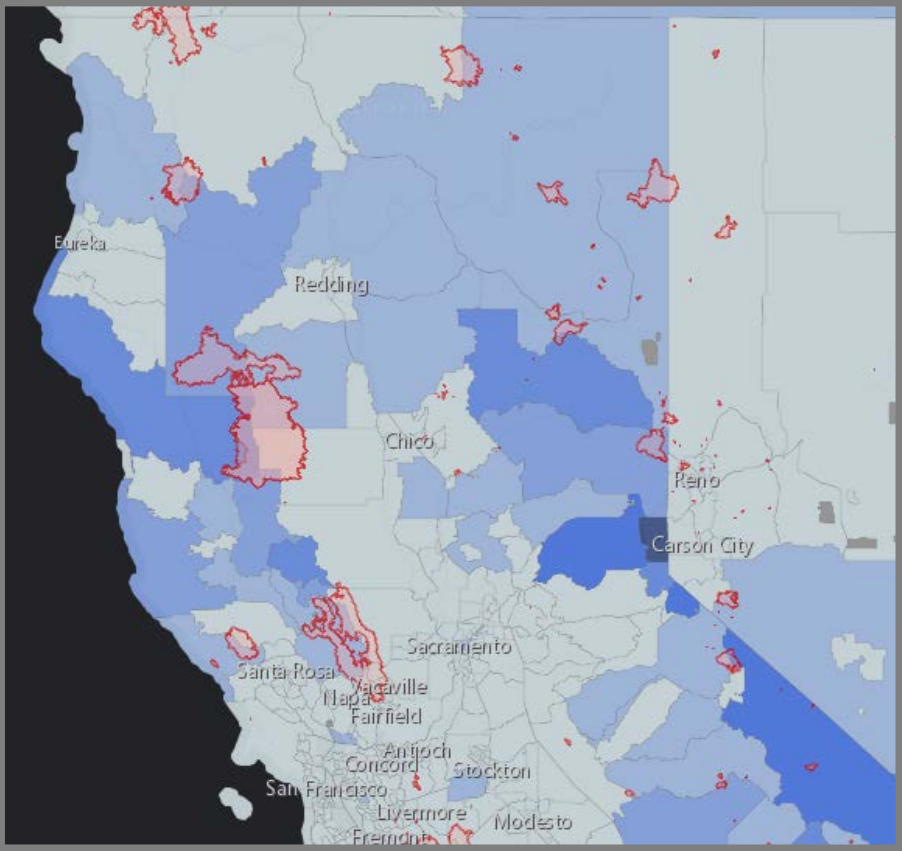 Eureka
Redding
Chico
Reno
Carson City
Sacramento
Santa Rosa
Vacaville
Napa
Fairfield
Antioch
Concord
Stockton
San Francisco
Livermore
Modesto
Fremont